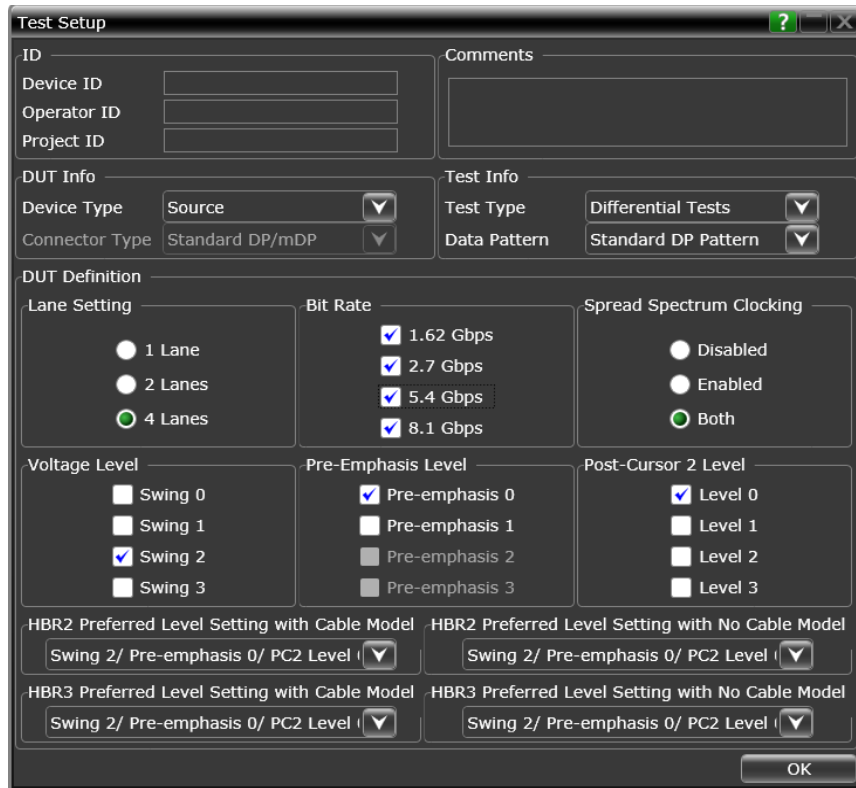 Test Setup
?
ID
Device ID
Operator ID
Project ID
Comments
DUT Info
Device Type Source
Connector Type Standard DP/mDP
Test Info
Test Type Differential Tests
Data Pattern Standard DP Pattern
DUT Definition
Lane Setting
1 Lane
2 Lanes
4 Lanes
Bit Rate
1.62 Gbps
2.7 Gbps
5.4 Gbps
8.1 Gbps
Spread Spectrum Clocking
Disabled
Enabled
Both
Voltage Level
Swing 0
Swing 1
Swing 2
Swing 3
Pre-Emphasis Level
Pre-emphasis 0
Pre-emphasis 1
Pre-emphasis 2
Pre-emphasis 3
Post-Cursor 2 Level
Level 0
Level 1
Level 2
Level 3
HBR2 Preferred Level Setting with Cable Model
Swing 2/ Pre-emphasis 0/ PC2 Level
HBR2 Preferred Level Setting with No Cable Model
Swing 2/ Pre-emphasis 0/ PC2 Level
HBR3 Preferred Level Setting with Cable Model
Swing 2/ Pre-emphasis 0/ PC2 Level
HBR3 Preferred Level Setting with No Cable Model
Swing 2/ Pre-emphasis 0/ PC2 Level
OK